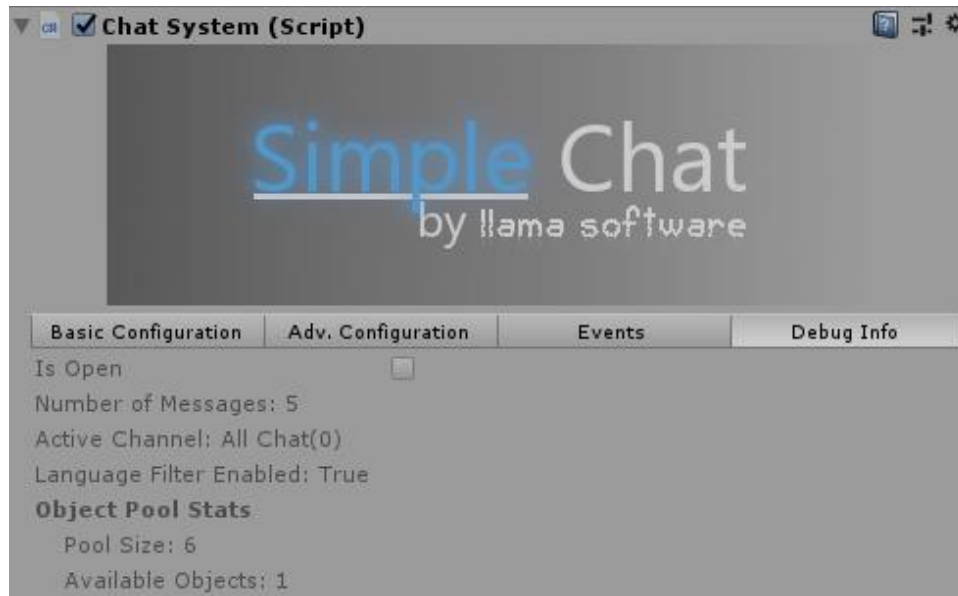 Chat System (Script)
Simple Chat
by llama software
Basic Configuration Adv. Configuration Events Debug Info
Is Open
Number of Messages: 5
Active Channel: All Chat(0)
Language Filter Enabled: True
Object Pool Stats
Pool Size: 6
Available Objects: 1